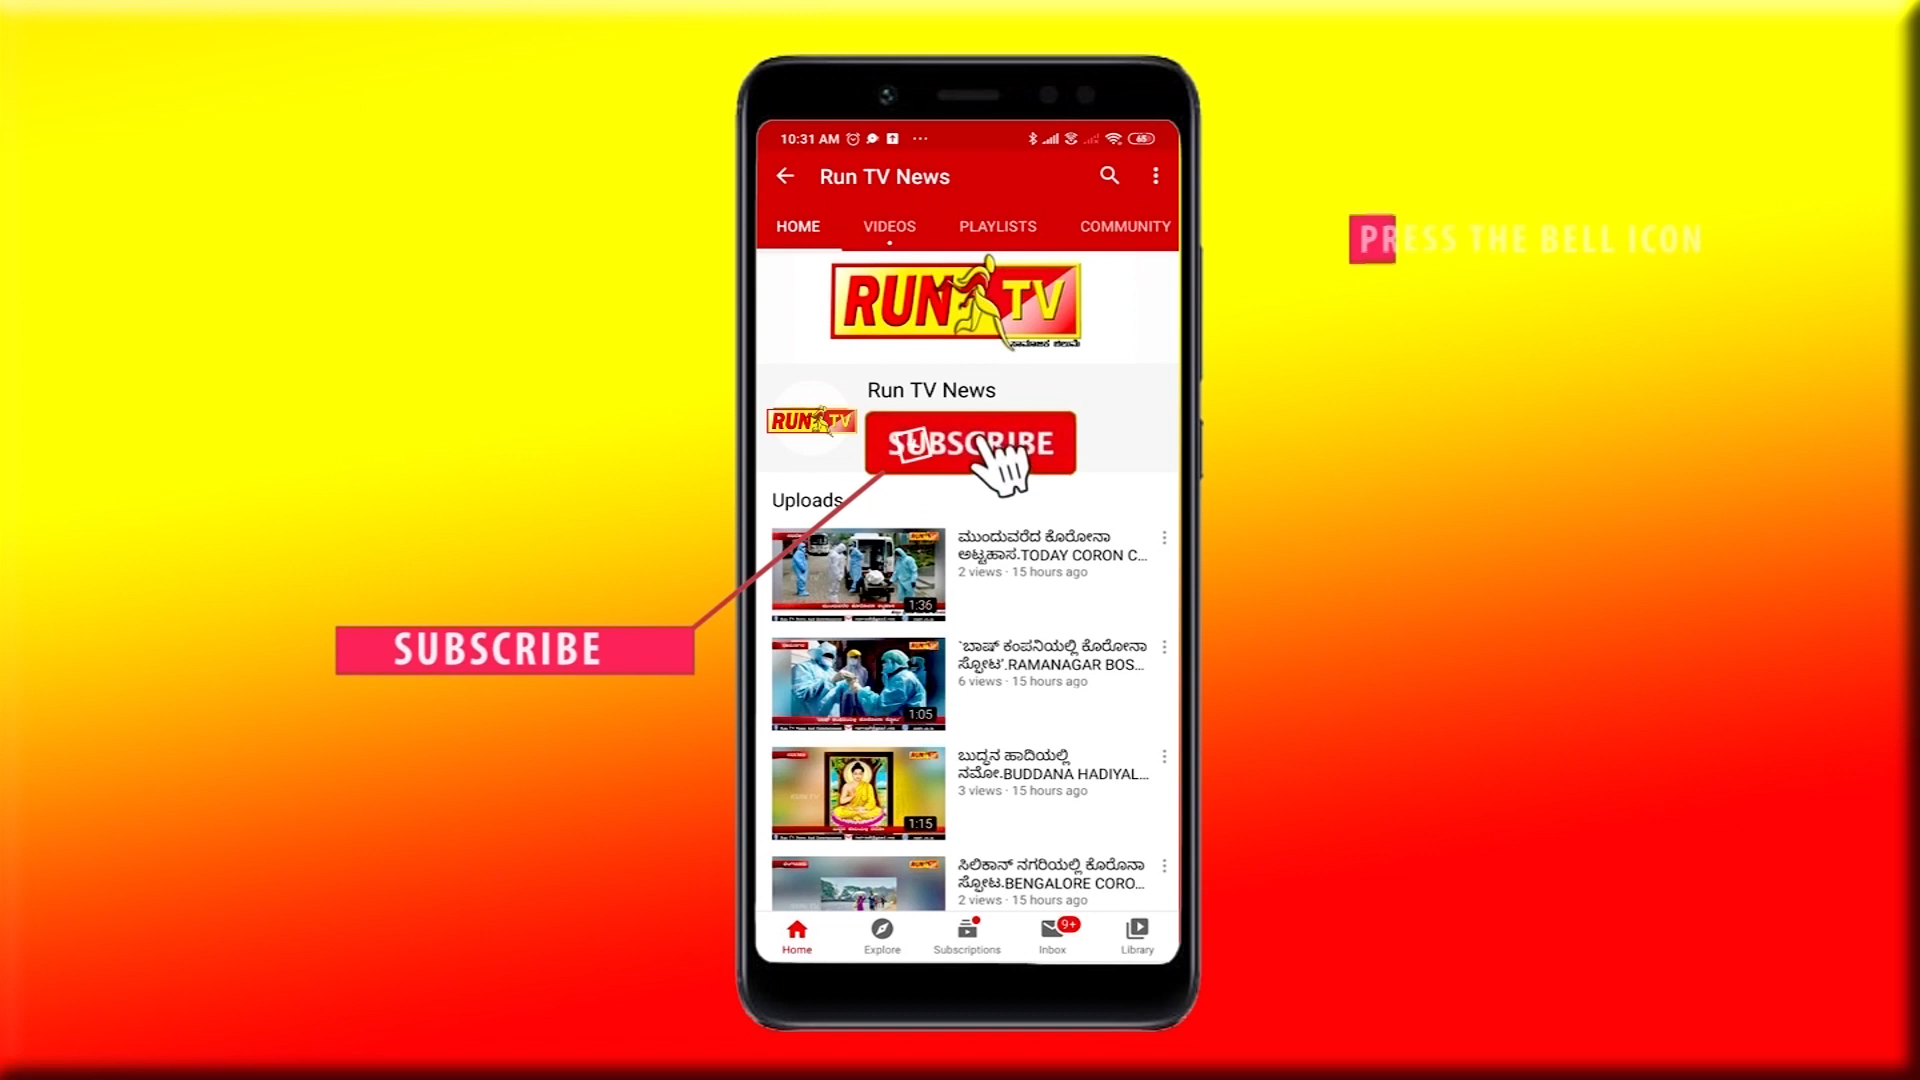 10:31 AM
65
Run TV News
HOME VIDEOS PLAYLISTS COMMUNITY
PRESS THE BELL ICON
RUN TV
ಸಾಮಾಜಿಕ ಚಿಲುಮೆ
Run TV News
RUN TV
SUBSCRIBE
Uploads
ಮುಂದುವರೆದ ಕೊರೋನಾ
ಅಟ್ಟಹಾಸ.TODAY CORON C...
2 views · 15 hours ago
1:36
SUBSCRIBE
`ಬಾಷ್ ಕಂಪನಿಯಲ್ಲಿ ಕೊರೋನಾ
ಸ್ಫೋಟ'.RAMANAGAR BOS...
6 views · 15 hours ago
1:05
ಬುದ್ಧನ ಹಾದಿಯಲ್ಲಿ
ನಮೋ.BUDDANA HADIYAL...
3 views · 15 hours ago
1:15
ಸಿಲಿಕಾನ್ ನಗರಿಯಲ್ಲಿ ಕೊರೊನಾ
ಸ್ಫೋಟ.BENGALORE CORO...
2 views · 15 hours ago
9+
Home Explore Subscriptions Inbox Library